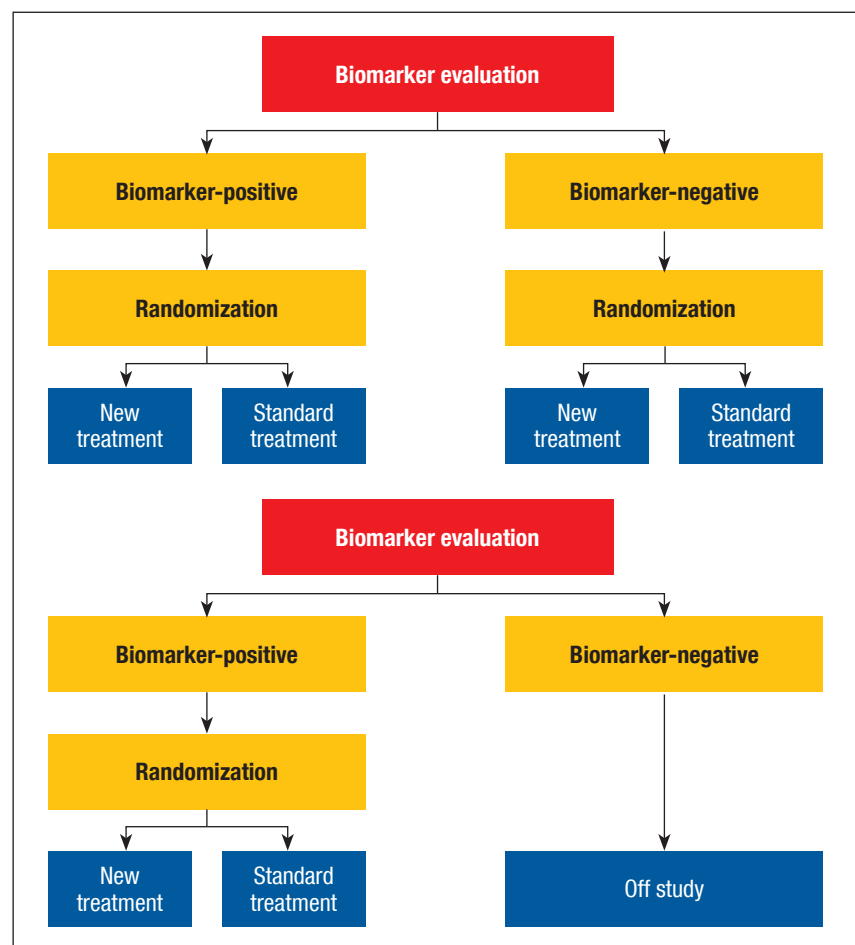 Biomarker evaluation
Biomarker-positive
Biomarker-negative
Randomization
Randomization
New
treatment
Standard
treatment
New
treatment
Standard
treatment
Biomarker evaluation
Biomarker-positive
Biomarker-negative
Randomization
New
treatment
Standard
treatment
Off study